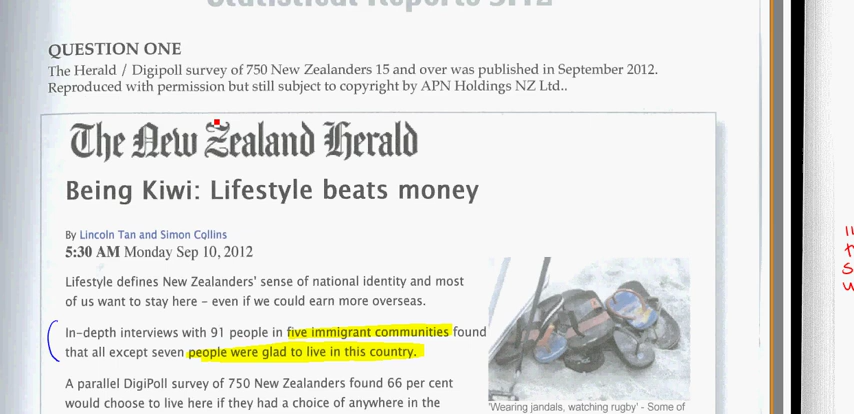 Statistical Reports 3.12
QUESTION ONE
The Herald / Digipoll survey of 750 New Zealanders 15 and over was published in September 2012.
Reproduced with permission but still subject to copyright by APN Holdings NZ Ltd..
The New Zealand Herald
Being Kiwi: Lifestyle beats money
By Lincoln Tan and Simon Collins
5:30 AM Monday Sep 10, 2012
Lifestyle defines New Zealanders' sense of national identity and most
of us want to stay here – even if we could earn more overseas.
In-depth interviews with 91 people in five immigrant communities found
that all except seven people were glad to live in this country.
A parallel DigiPoll survey of 750 New Zealanders found 66 per cent
would choose to live here if they had a choice of anywhere in the
'Wearing jandals, watching rugby' - Some of